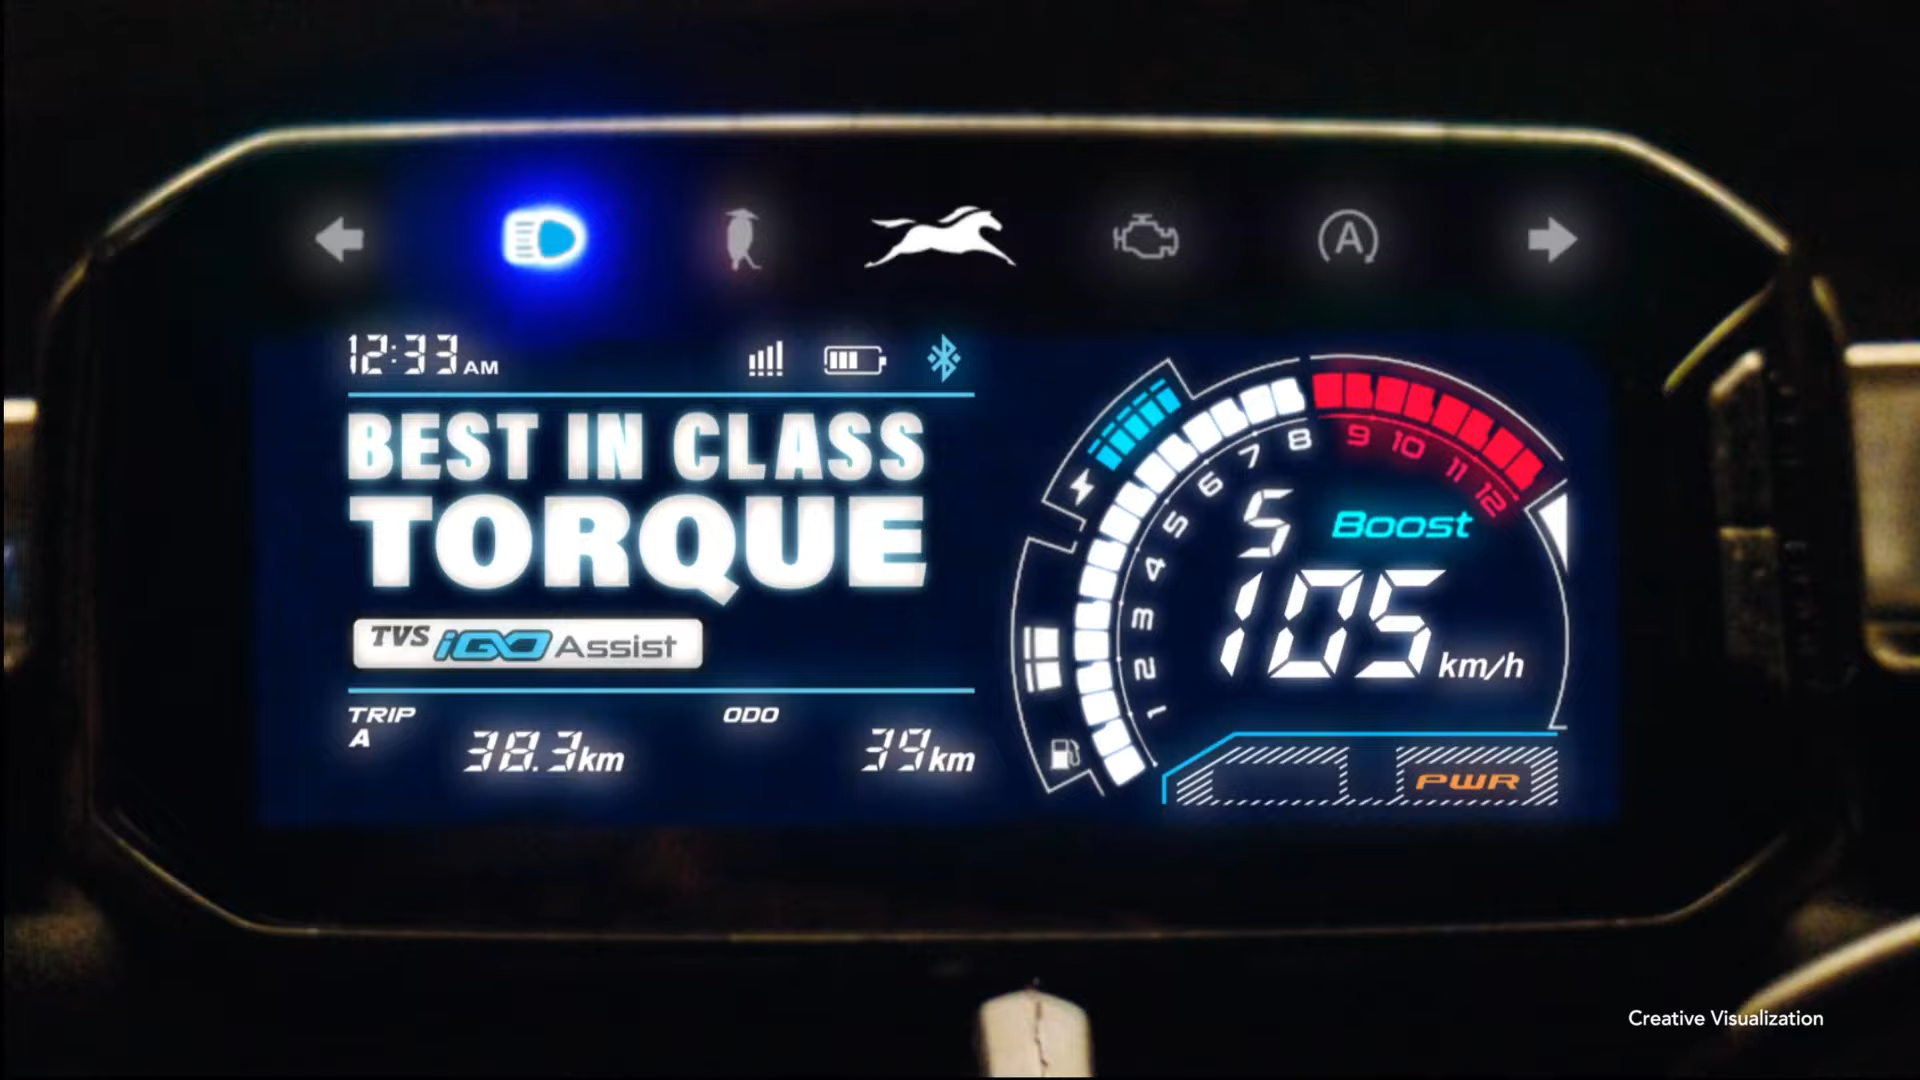 A
12:33 AM
BEST IN CLASS
TORQUE
TVS iGO Assist
TRIP
A
38.3km
ODO
39km
1
2
3
4
5
6
7
8
9
10
11
12
5
Boost
105 km/h
PWR
Creative Visualization